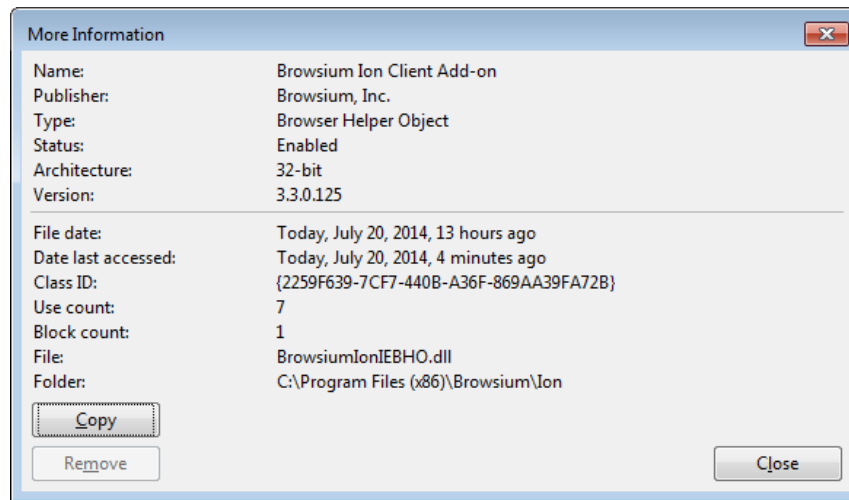 More Information
Name: Browsium Ion Client Add-on
Publisher: Browsium, Inc.
Type: Browser Helper Object
Status: Enabled
Architecture: 32-bit
Version: 3.3.0.125
File date: Today, July 20, 2014, 13 hours ago
Date last accessed: Today, July 20, 2014, 4 minutes ago
Class ID: {2259F639-7CF7-440B-A36F-869AA39FA72B}
Use count: 7
Block count: 1
File: BrowsiumIonIEBHO.dll
Folder: C:\Program Files (x86)\Browsium\Ion
Copy
Remove Close